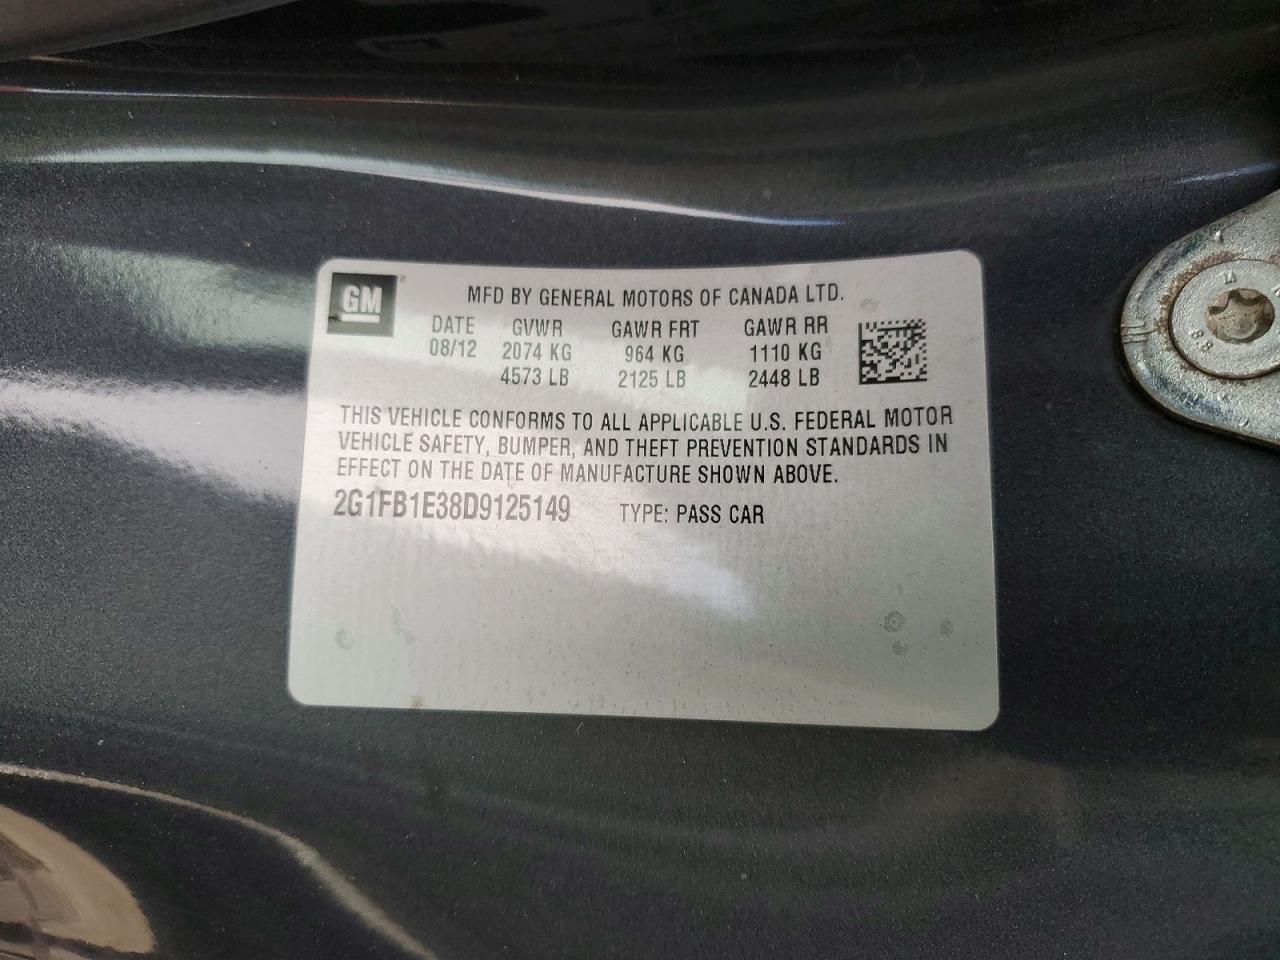 GM
MFD BY GENERAL MOTORS OF CANADA LTD.
DATE GVWR GAWR FRT GAWR RR
08/12 2074 KG 964 KG 1110 KG
4573 LB 2125 LB 2448 LB
THIS VEHICLE CONFORMS TO ALL APPLICABLE U.S. FEDERAL MOTOR
VEHICLE SAFETY, BUMPER, AND THEFT PREVENTION STANDARDS IN
EFFECT ON THE DATE OF MANUFACTURE SHOWN ABOVE.
2G1FB1E38D9125149 TYPE: PASS CAR